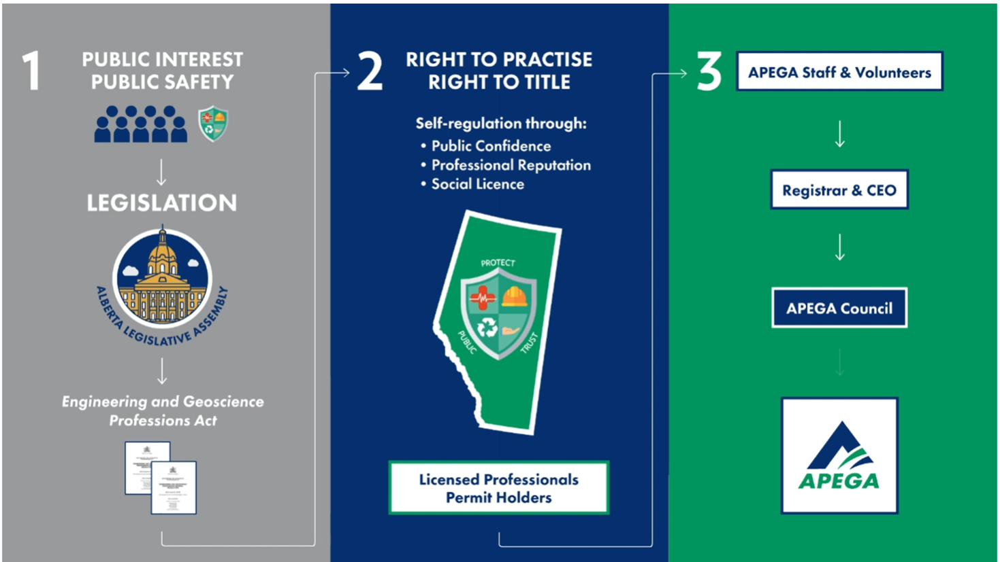 1
PUBLIC INTEREST
PUBLIC SAFETY
LEGISLATION
ALBERTA LEGISLATIVE ASSEMBLY
Engineering and Geoscience
Professions Act
2
RIGHT TO PRACTISE
RIGHT TO TITLE
Self-regulation through:
• Public Confidence
• Professional Reputation
• Social Licence
PROTECT
PUBLIC
TRUST
Licensed Professionals
Permit Holders
3
APEGA Staff & Volunteers
Registrar & CEO
APEGA Council
APEGA